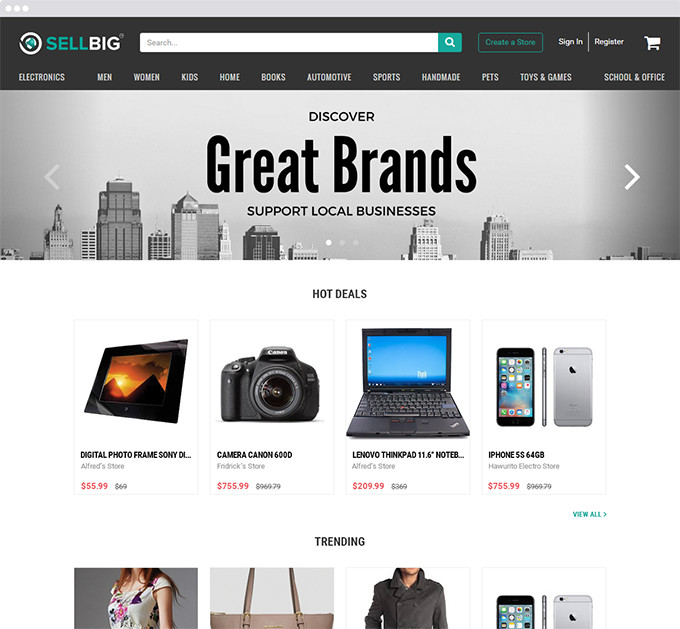 SELLBIG
Search...
Create a Store
Sign In
Register
ELECTRONICS MEN WOMEN KIDS HOME BOOKS AUTOMOTIVE SPORTS HANDMADE PETS TOYS & GAMES SCHOOL & OFFICE
DISCOVER
Great Brands
SUPPORT LOCAL BUSINESSES
HOT DEALS
DIGITAL PHOTO FRAME SONY DI...
Alfred's Store
$55.99 $69
Canon
CAMERA CANON 600D
Fridrick's Store
$755.99 $969.79
LENOVO THINKPAD 11.6" NOTEB...
Alfred's Store
$209.99 $369
IPHONE 5S 64GB
Hawurito Electro Store
$755.99 $969.79
VIEW ALL >
TRENDING